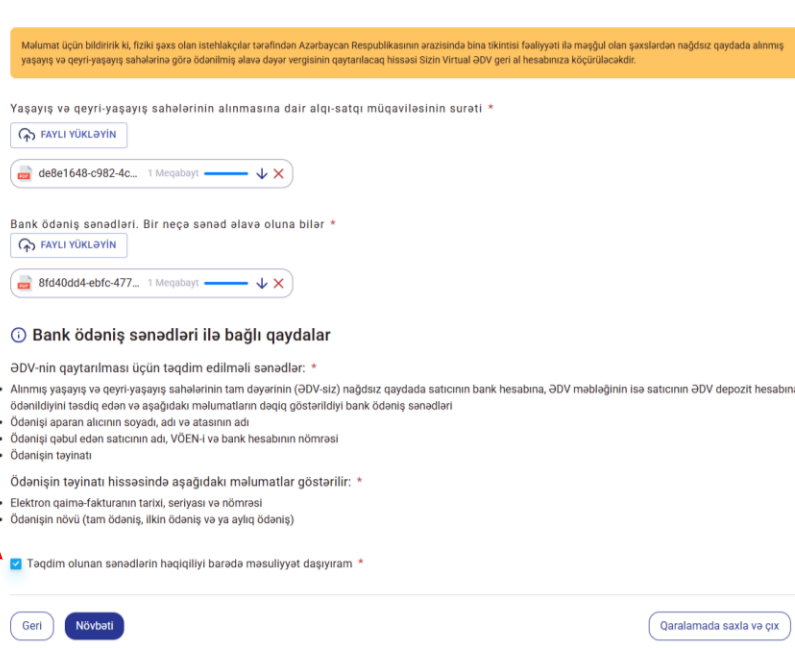 Məlumat üçün bildiririk ki, fiziki şəxs olan istehlakçılar tərəfindən Azərbaycan Respublikasının ərazisində bina tikintisi fəaliyyəti ilə məşğul olan şəxslərdən nağdsız qaydada alınmış
yaşayış və qeyri-yaşayış sahələrinə görə ödənilmiş əlavə dəyər vergisinin qaytarılacaq hissəsi Sizin Virtual ƏDV geri al hesabınıza köçürüləcəkdir.
Yaşayış və qeyri-yaşayış sahələrinin alınmasına dair alqı-satqı müqaviləsinin surəti *
FAYLI YÜKLƏYİN
de8e1648-c982-4c... 1 Meqabayt
Bank ödəniş sənədləri. Bir neçə sənəd əlavə oluna bilər *
FAYLI YÜKLƏYİN
8fd40dd4-ebfc-477... 1 Meqabayt
Bank ödəniş sənədləri ilə bağlı qaydalar
ƏDV-nin qaytarılması üçün təqdim edilməli sənədlər: *
• Alınmış yaşayış və qeyri-yaşayış sahələrinin tam dəyərinin (ƏDV-siz) nağdsız qaydada satıcının bank hesabına, ƏDV məbləğinin isə satıcının ƏDV depozit hesabına
ödənildiyini təsdiq edən və aşağıdakı məlumatların dəqiq göstərildiyi bank ödəniş sənədləri
• Ödənişi aparan alıcının soyadı, adı və atasının adı
• Ödənişi qəbul edən satıcının adı, VÖEN-i və bank hesabının nömrəsi
• Ödənişin təyinatı
Ödənişin təyinatı hissəsində aşağıdakı məlumatlar göstərilir: *
• Elektron qaimə-fakturanın tarixi, seriyası və nömrəsi
• Ödənişin növü (tam ödəniş, ilkin ödəniş və ya aylıq ödəniş)
Təqdim olunan sənədlərin həqiqiliyi barədə məsuliyyət daşıyıram *
Geri Növbəti Qaralamada saxla və çıx